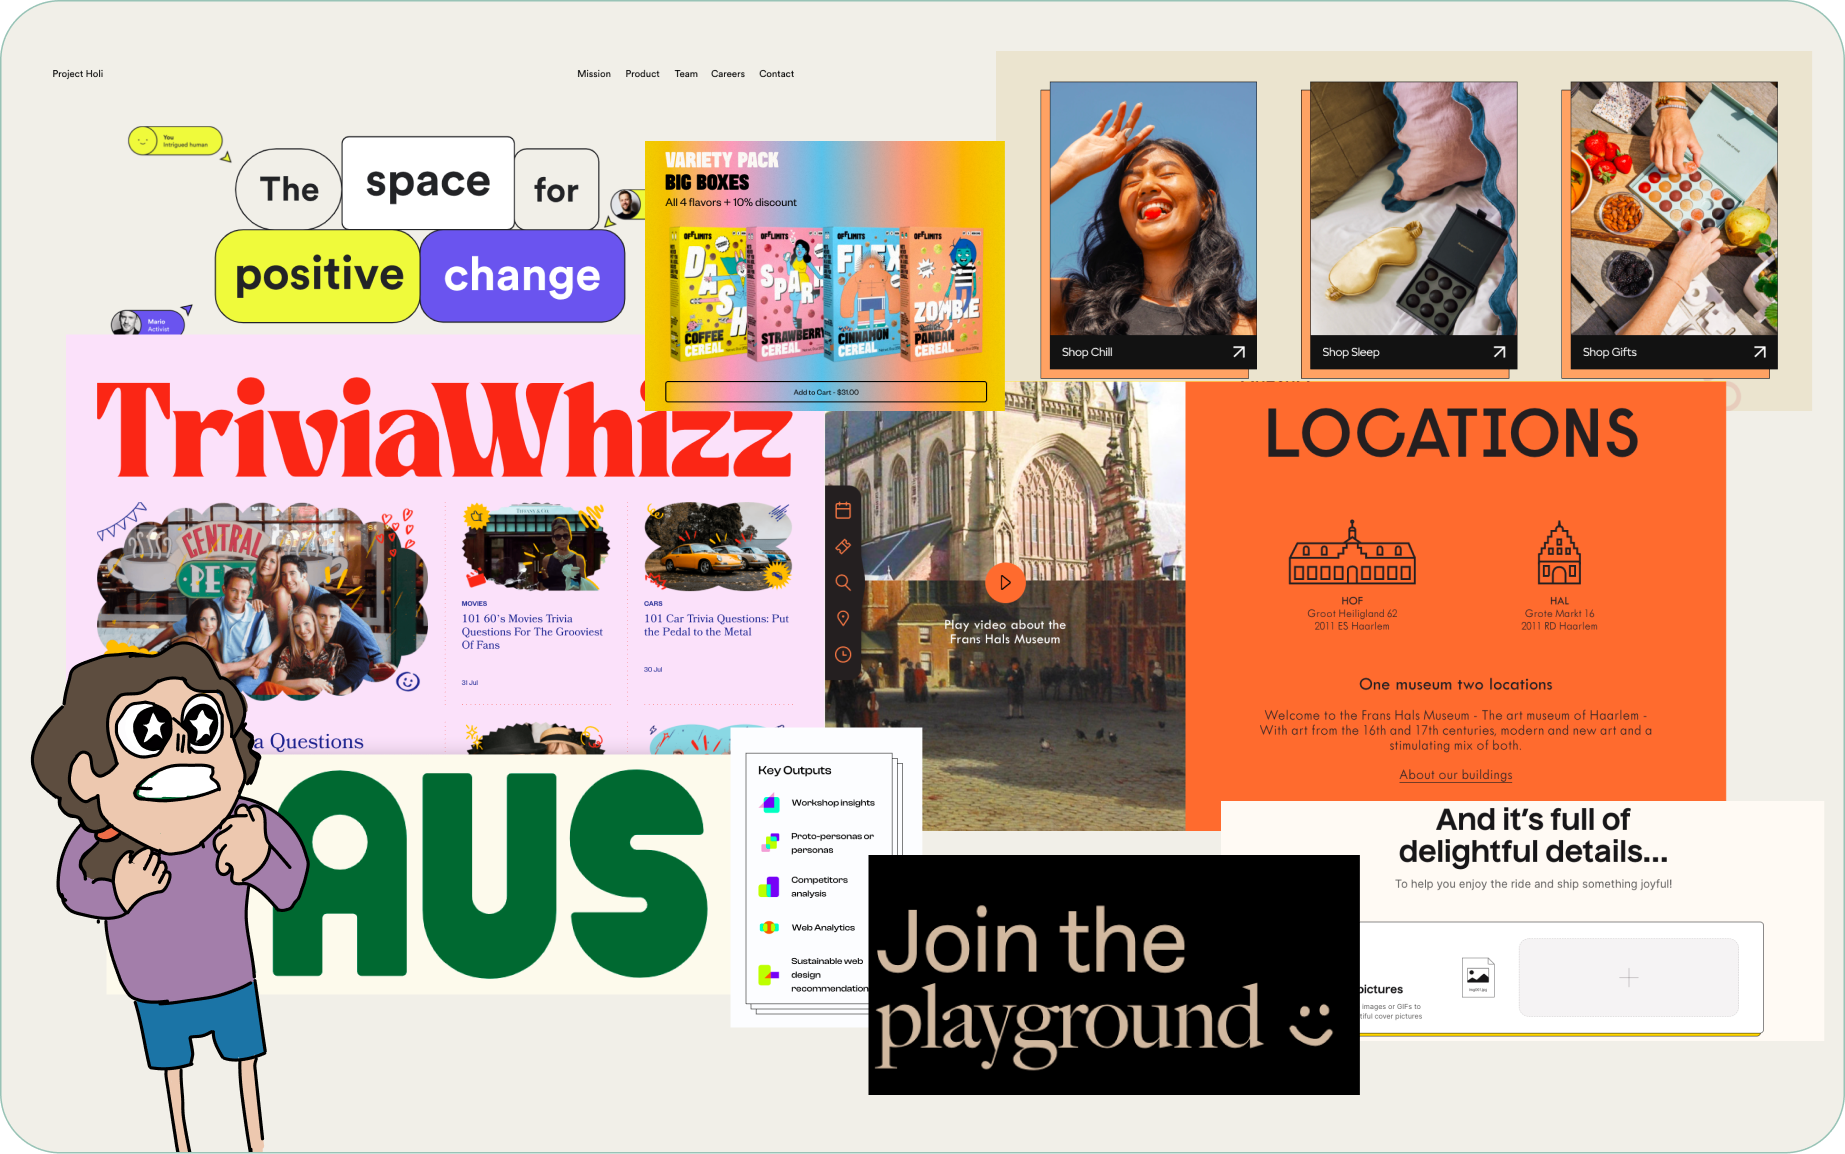 Project Holi
Mission Product Team Careers Contact
You
Intrigued human
The space for
positive change
Mario
Activist
VARIETY PACK
BIG BOXES
All 4 flavors + 10% discount
OFFLIMITS OFFLIMITS OFFLIMITS OFFLIMITS
DASH
COFFEE
CEREAL
SPARK
STRAWBERRY
CEREAL
FLEX
CINNAMON
CEREAL
ZOMBIE
PANDAN
CEREAL
Add to Cart - $31.00
Shop Chill
Shop Sleep
Shop Gifts
TriviaWhizz
CENTRAL
PERK
TIFFANY & CO.
MOVIES
101 60's Movies Trivia
Questions For The Grooviest
Of Fans
31 Jul
CARS
101 Car Trivia Questions: Put
the Pedal to the Metal
30 Jul
a Questions
Play video about the
Frans Hals Museum
LOCATIONS
HOF
Groot Heiligland 62
2011 ES Haarlem
HAL
Grote Markt 16
2011 RD Haarlem
One museum two locations
Welcome to the Frans Hals Museum - The art museum of Haarlem -
With art from the 16th and 17th centuries, modern and new art and a
stimulating mix of both.
About our buildings
AUS
Key Outputs
Workshop insights
Proto-personas or
personas
Competitors
analysis
Web Analytics
Sustainable web
design
recommendation
Join the
playground
And it's full of
delightful details...
To help you enjoy the ride and ship something joyful!
pictures
images or GIFs to
tiful cover pictures